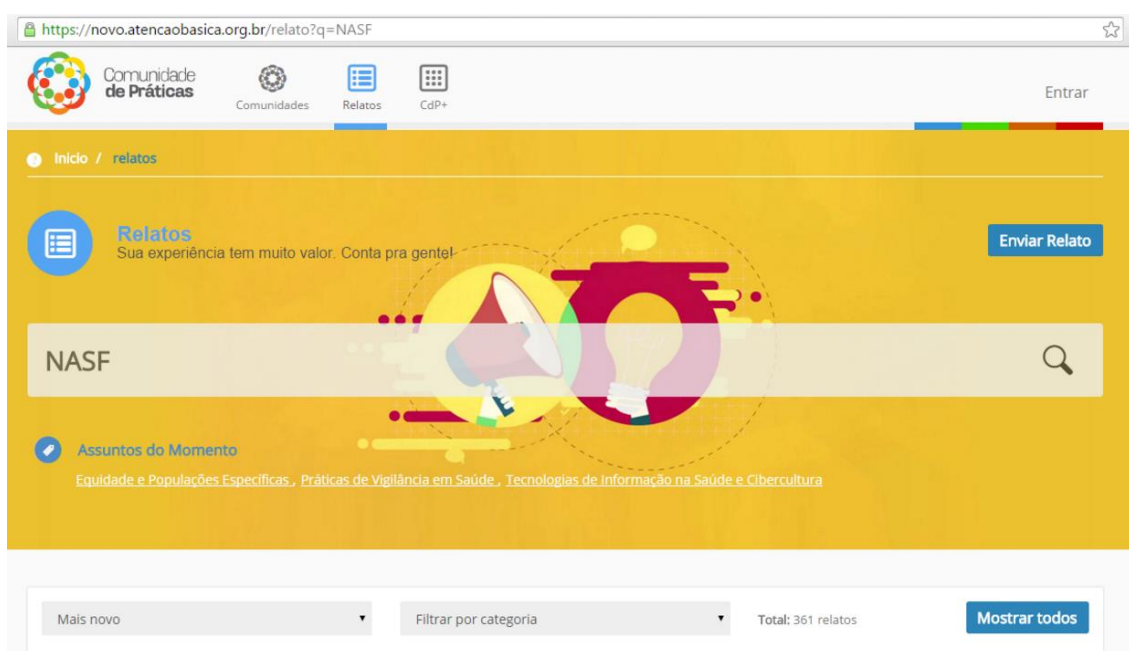 https://novo.atencaobasica.org.br/relato?q=NASF
Comunidade
de Práticas
Comunidades
Relatos
CdP+
Entrar
Início / relatos
Relatos
Sua experiência tem muito valor. Conta pra gente!
Enviar Relato
NASF
Assuntos do Momento
Equidade e Populações Específicas , Práticas de Vigilância em Saúde , Tecnologias de Informação na Saúde e Cibercultura
Mais novo
Filtrar por categoria
Total: 361 relatos
Mostrar todos